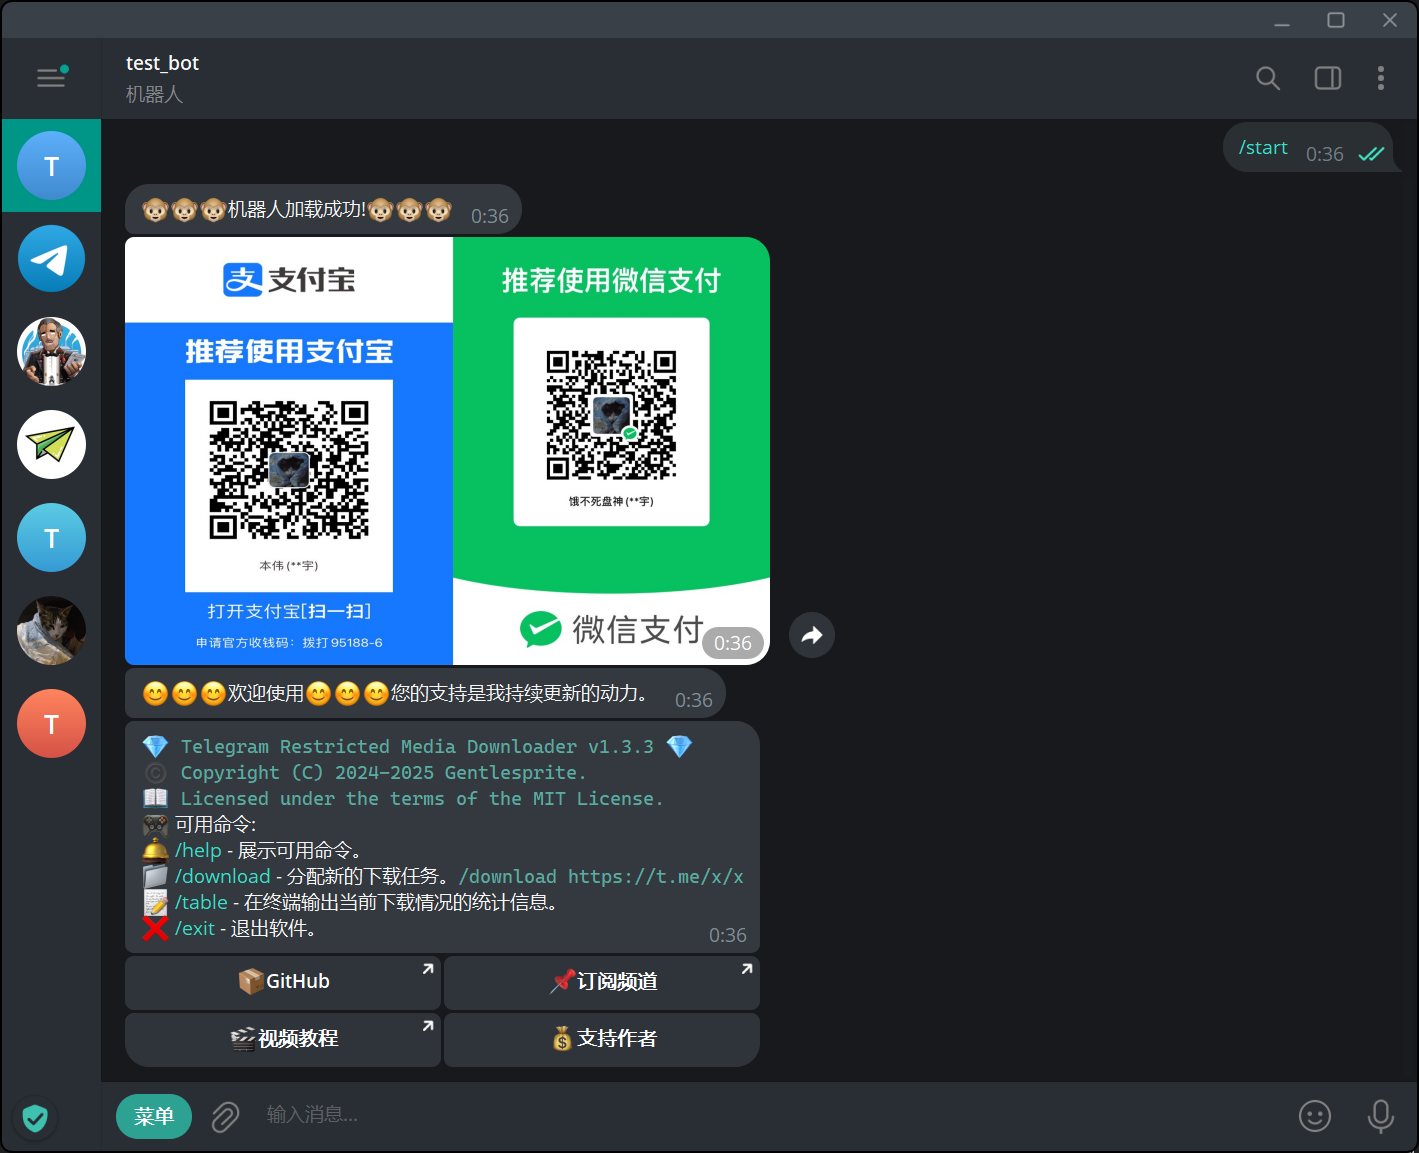 test_bot
机器人
/start 0:36
T
🐵🐵🐵机器人加载成功!🐵🐵🐵 0:36
支 支付宝
推荐使用支付宝
本伟(**宇)
打开支付宝[扫一扫]
申请官方收钱码：拨打95188-6
推荐使用微信支付
饿不死盘神(**宇)
微信支付
0:36
😊😊😊欢迎使用😊😊😊您的支持是我持续更新的动力。 0:36
💎 Telegram Restricted Media Downloader v1.3.3 💎
©️ Copyright (C) 2024-2025 Gentlesprite.
📖 Licensed under the terms of the MIT License.
🎮 可用命令:
🛎️ /help - 展示可用命令。
📁 /download - 分配新的下载任务。/download https://t.me/x/x
📝 /table - 在终端输出当前下载情况的统计信息。
❌ /exit - 退出软件。
0:36
📦GitHub
📌订阅频道
🎬视频教程
💰支持作者
T
T
菜单
输入消息...